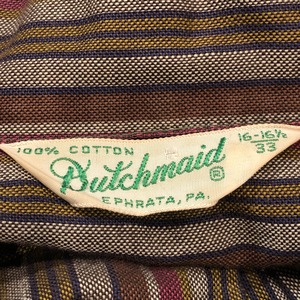 100% COTTON
Dutchmaid ®
EPHRATA, PA.
16-16½
33